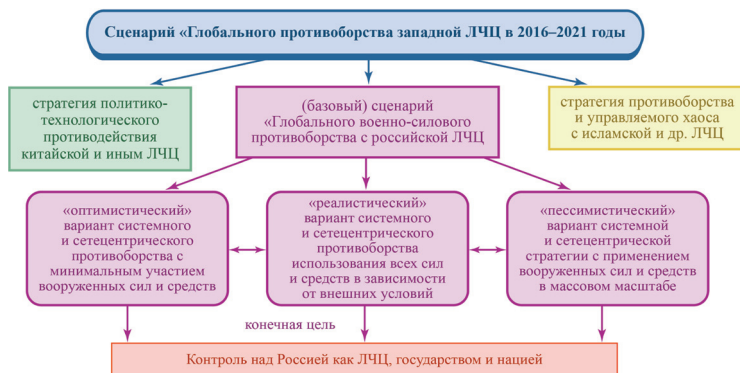 Сценарий «Глобального противоборства западной ЛЧЦ в 2016–2021 годы
стратегия политико-
технологического
противодействия
китайской и иным ЛЧЦ
(базовый) сценарий
«Глобального военно-силового
противоборства с российской ЛЧЦ
стратегия противоборства
и управляемого хаоса
с исламской и др. ЛЧЦ
«оптимистический»
вариант системного
и сетецентрического
противоборства с
минимальным участием
вооруженных сил и средств
«реалистический»
вариант системного
и сетецентрического
противоборства
использования всех сил
и средств в зависимости
от внешних условий
«пессимистический»
вариант системной
и сетецентрической
стратегии с применением
вооруженных сил и средств
в массовом масштабе
конечная цель
Контроль над Россией как ЛЧЦ, государством и нацией